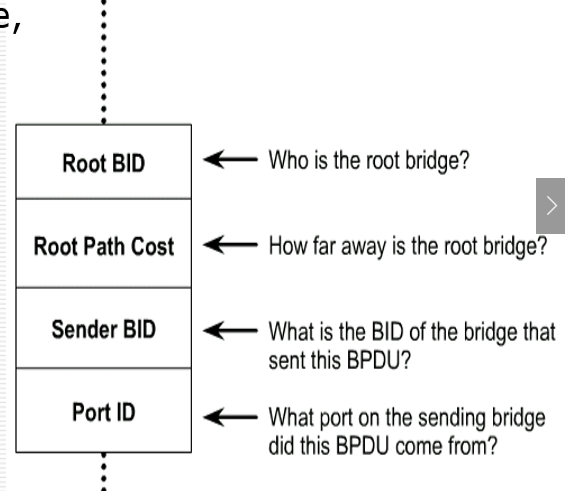 e,
Root BID
Who is the root bridge?
Root Path Cost
How far away is the root bridge?
Sender BID
What is the BID of the bridge that
sent this BPDU?
Port ID
What port on the sending bridge
did this BPDU come from?